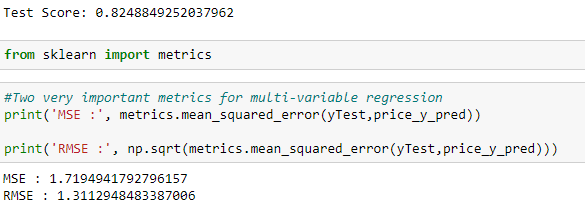 Test Score: 0.8248849252037962
from sklearn import metrics
#Two very important metrics for multi-variable regression
print('MSE :', metrics.mean_squared_error(yTest,price_y_pred))
print('RMSE :', np.sqrt(metrics.mean_squared_error(yTest,price_y_pred)))
MSE : 1.7194941792796157
RMSE : 1.3112948483387006